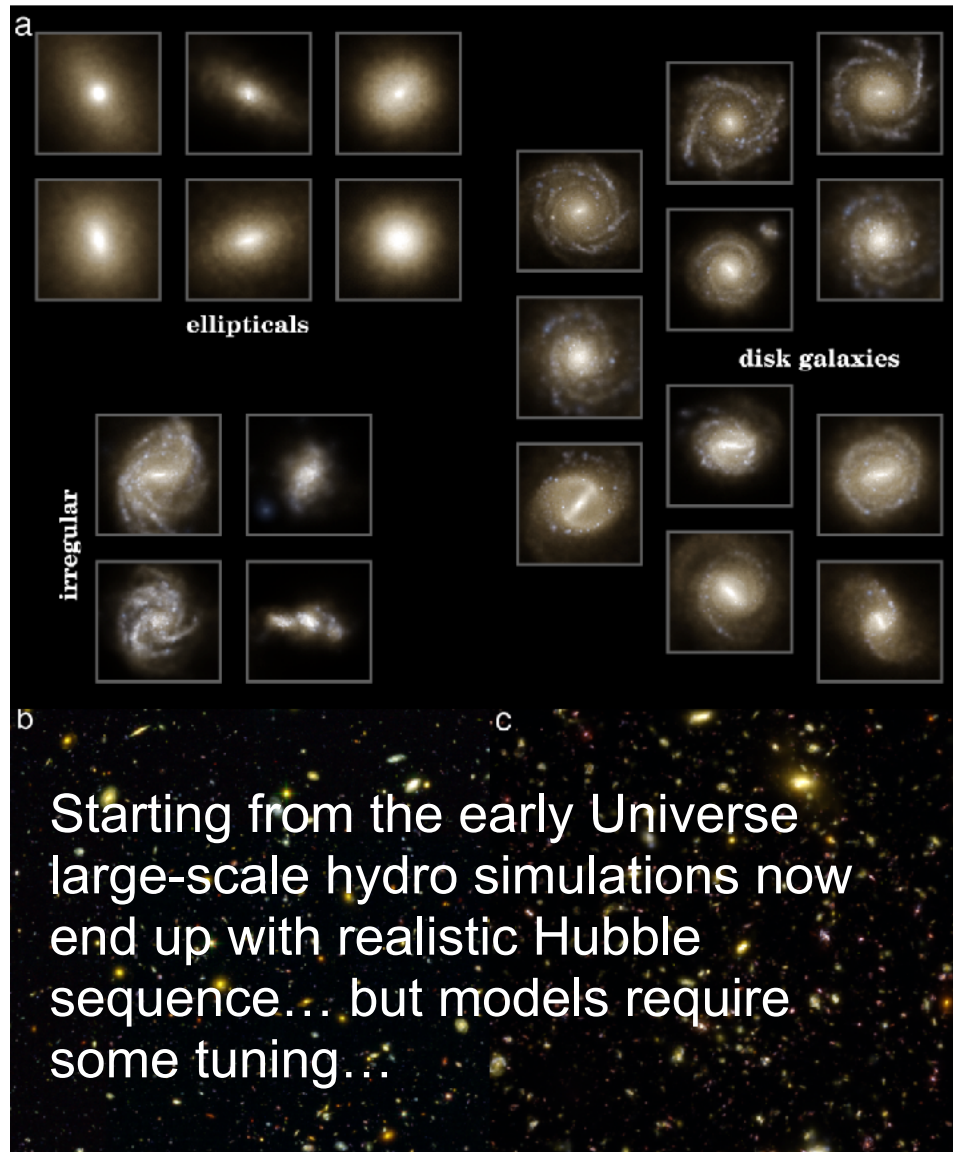 a
ellipticals
disk galaxies
irregular
b
c
Starting from the early Universe
large-scale hydro simulations now
end up with realistic Hubble
sequence… but models require
some tuning…